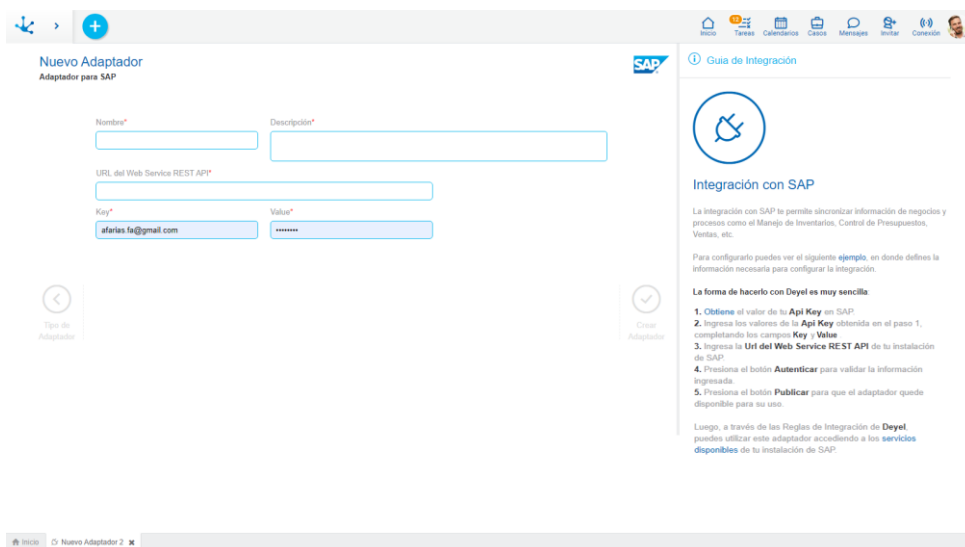 12
Inicio
Tareas
Calendarios
Casos
Mensajes
Invitar
Conexión
Nuevo Adaptador
Adaptador para SAP
SAP
Nombre*
Descripción*
URL del Web Service REST API*
Key*
Value*
afarias.fa@gmail.com
••••••••
Tipo de
Adaptador
Crear
Adaptador
Guia de Integración
Integración con SAP
La integración con SAP te permite sincronizar información de negocios y
procesos como el Manejo de Inventarios, Control de Presupuestos,
Ventas, etc.
Para configurarlo puedes ver el siguiente ejemplo, en donde defines la
información necesaria para configurar la integración.
La forma de hacerlo con Deyel es muy sencilla:
1. Obtiene el valor de tu Api Key en SAP.
2. Ingresa los valores de la Api Key obtenida en el paso 1,
completando los campos Key y Value
3. Ingresa la Url del Web Service REST API de tu instalación
de SAP.
4. Presiona el botón Autenticar para validar la información
ingresada.
5. Presiona el botón Publicar para que el adaptador quede
disponible para su uso.
Luego, a través de las Reglas de Integración de Deyel,
puedes utilizar este adaptador accediendo a los servicios
disponibles de tu instalación de SAP.
Inicio
Nuevo Adaptador 2